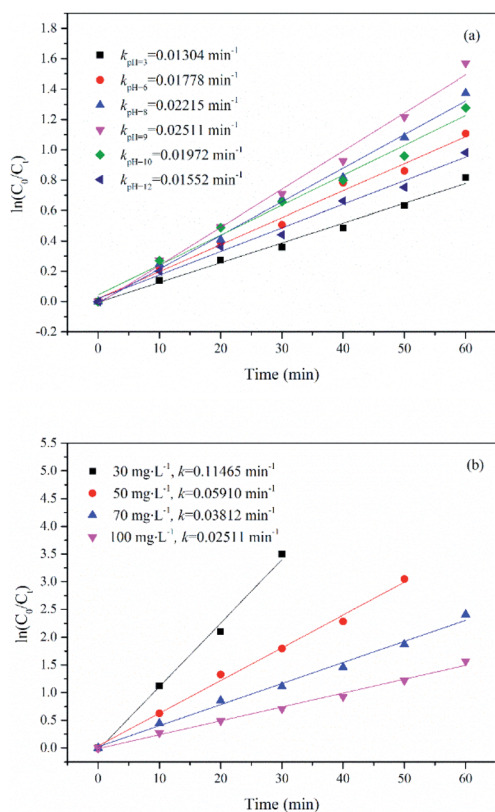 (a)
1.8
1.6
1.4
1.2
1.0
0.8
0.6
0.4
0.2
0.0
-0.2
ln(C₀/Cₜ)
k_pH=3=0.01304 min⁻¹
k_pH=6=0.01778 min⁻¹
k_pH=8=0.02215 min⁻¹
k_pH=9=0.02511 min⁻¹
k_pH=10=0.01972 min⁻¹
k_pH=12=0.01552 min⁻¹
0 10 20 30 40 50 60
Time (min)
(b)
5.5
5.0
4.5
4.0
3.5
3.0
2.5
2.0
1.5
1.0
0.5
0.0
ln(C₀/Cₜ)
30 mg·L⁻¹, k=0.11465 min⁻¹
50 mg·L⁻¹, k=0.05910 min⁻¹
70 mg·L⁻¹, k=0.03812 min⁻¹
100 mg·L⁻¹, k=0.02511 min⁻¹
0 10 20 30 40 50 60
Time (min)